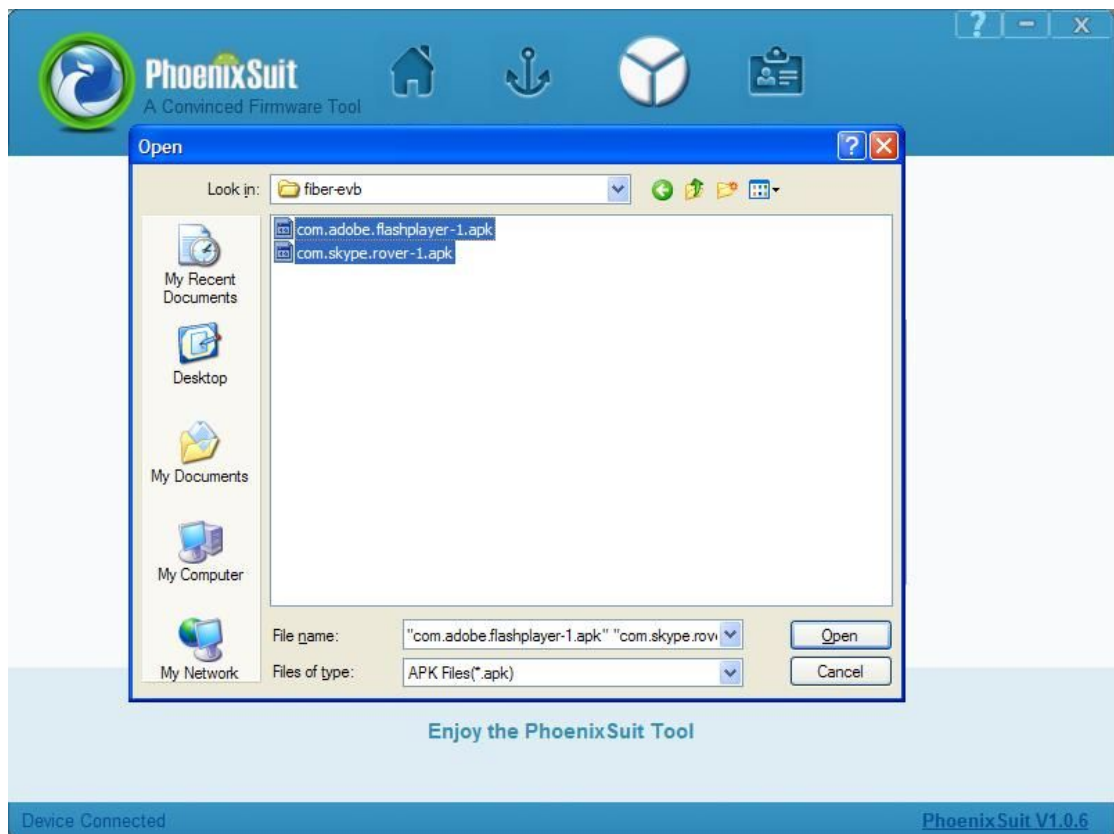 ? – X
PhoenixSuit
A Convinced Firmware Tool
Open
?
X
Look in:
fiber-evb
com.adobe.flashplayer-1.apk
com.skype.rover-1.apk
My Recent
Documents
Desktop
My Documents
My Computer
My Network
File name:
"com.adobe.flashplayer-1.apk" "com.skype.rov
Open
Files of type:
APK Files(*.apk)
Cancel
Enjoy the PhoenixSuit Tool
Device Connected
PhoenixSuit V1.0.6